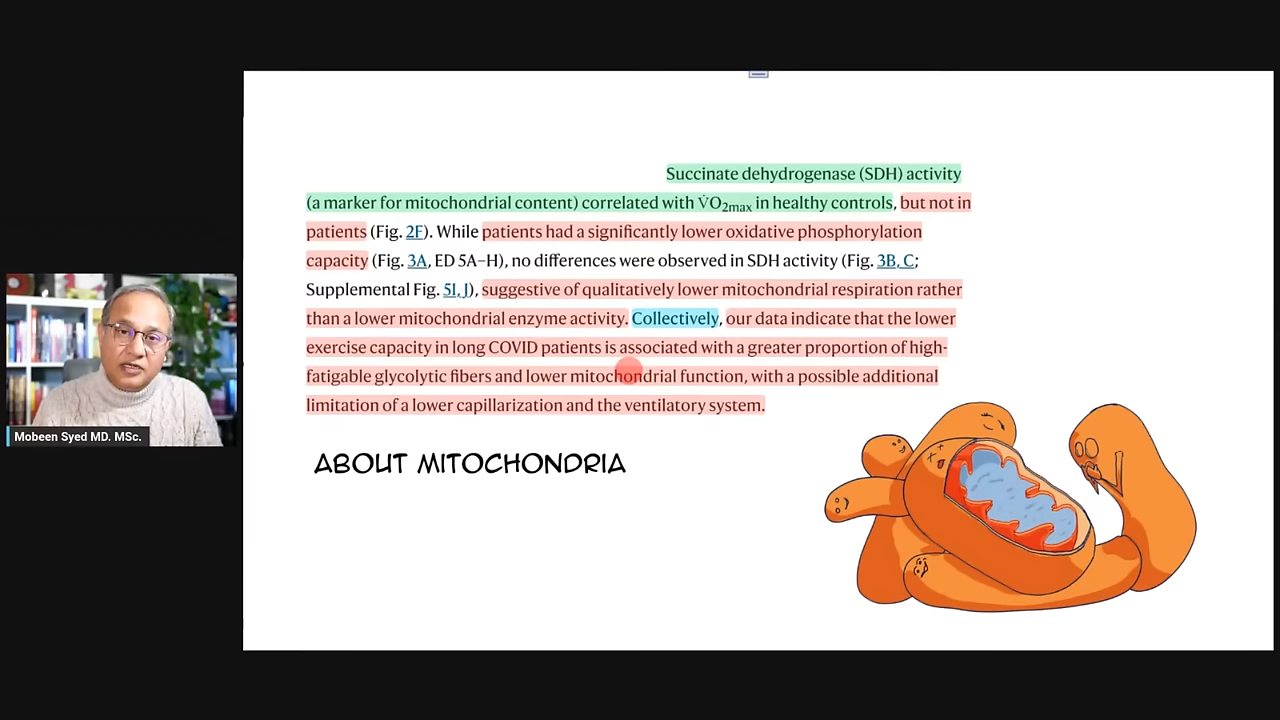 Succinate dehydrogenase (SDH) activity
(a marker for mitochondrial content) correlated with V̇O2max in healthy controls, but not in
patients (Fig. 2F). While patients had a significantly lower oxidative phosphorylation
capacity (Fig. 3A, ED 5A–H), no differences were observed in SDH activity (Fig. 3B, C;
Supplemental Fig. 5I, J), suggestive of qualitatively lower mitochondrial respiration rather
than a lower mitochondrial enzyme activity. Collectively, our data indicate that the lower
exercise capacity in long COVID patients is associated with a greater proportion of high-
fatigable glycolytic fibers and lower mitochondrial function, with a possible additional
limitation of a lower capillarization and the ventilatory system.
ABOUT MITOCHONDRIA
Mobeen Syed MD. MSc.